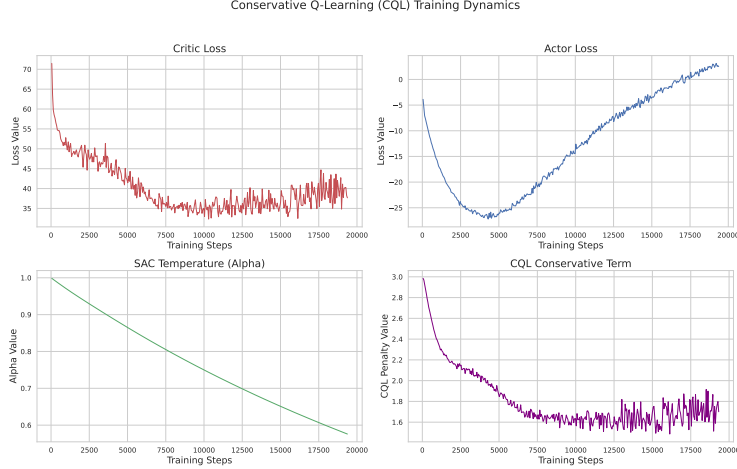 Conservative Q-Learning (CQL) Training Dynamics
Critic Loss
Loss Value
70
65
60
55
50
45
40
35
0 2500 5000 7500 10000 12500 15000 17500 20000
Training Steps
Actor Loss
Loss Value
0
−5
−10
−15
−20
−25
0 2500 5000 7500 10000 12500 15000 17500 2000
Training Steps
SAC Temperature (Alpha)
Alpha Value
1.0
0.9
0.8
0.7
0.6
0 2500 5000 7500 10000 12500 15000 17500 20000
Training Steps
CQL Conservative Term
CQL Penalty Value
3.0
2.8
2.6
2.4
2.2
2.0
1.8
1.6
0 2500 5000 7500 10000 12500 15000 17500 2000
Training Steps